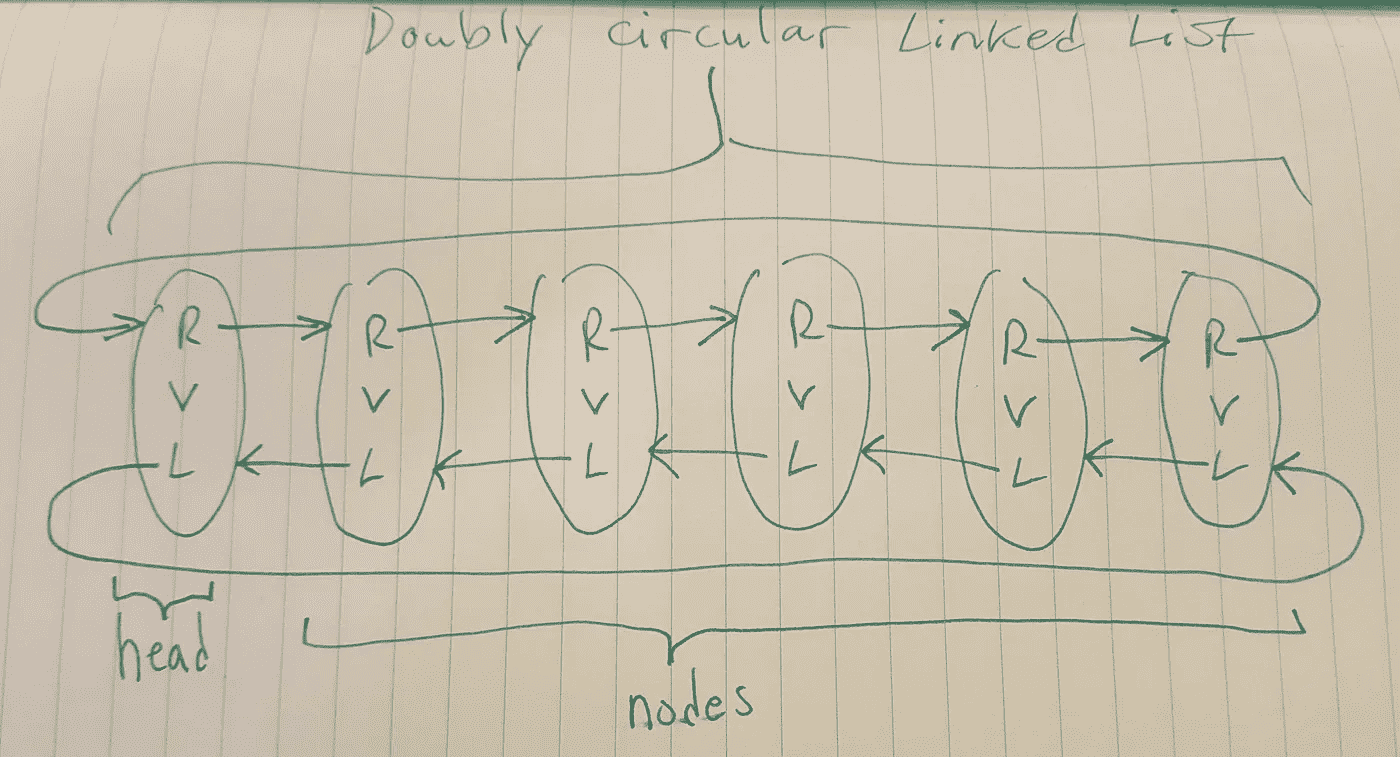 Doubly circular Linked List
R R R R R R
V V V V V V
L L L L L L
head
nodes